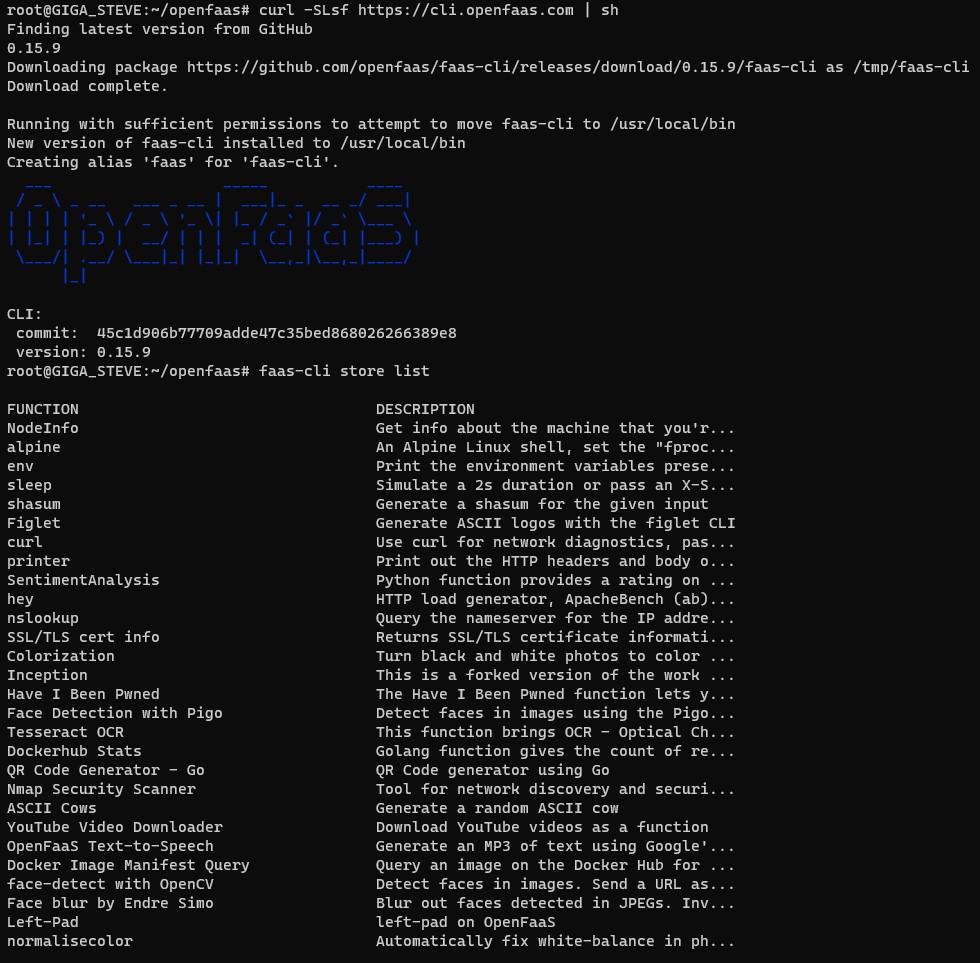 root@GIGA_STEVE:~/openfaas# curl -SLsf https://cli.openfaas.com | sh
Finding latest version from GitHub
0.15.9
Downloading package https://github.com/openfaas/faas-cli/releases/download/0.15.9/faas-cli as /tmp/faas-cli
Download complete.
Running with sufficient permissions to attempt to move faas-cli to /usr/local/bin
New version of faas-cli installed to /usr/local/bin
Creating alias 'faas' for 'faas-cli'.
OpenFaaS
CLI:
commit: 45c1d906b77709adde47c35bed868026266389e8
version: 0.15.9
root@GIGA_STEVE:~/openfaas# faas-cli store list
FUNCTION DESCRIPTION
NodeInfo Get info about the machine that you'r...
alpine An Alpine Linux shell, set the "fproc...
env Print the environment variables prese...
sleep Simulate a 2s duration or pass an X-S...
shasum Generate a shasum for the given input
Figlet Generate ASCII logos with the figlet CLI
curl Use curl for network diagnostics, pas...
printer Print out the HTTP headers and body o...
SentimentAnalysis Python function provides a rating on ...
hey HTTP load generator, ApacheBench (ab)...
nslookup Query the nameserver for the IP addre...
SSL/TLS cert info Returns SSL/TLS certificate informati...
Colorization Turn black and white photos to color ...
Inception This is a forked version of the work ...
Have I Been Pwned The Have I Been Pwned function lets y...
Face Detection with Pigo Detect faces in images using the Pigo...
Tesseract OCR This function brings OCR - Optical Ch...
Dockerhub Stats Golang function gives the count of re...
QR Code Generator - Go QR Code generator using Go
Nmap Security Scanner Tool for network discovery and securi...
ASCII Cows Generate a random ASCII cow
YouTube Video Downloader Download YouTube videos as a function
OpenFaaS Text-to-Speech Generate an MP3 of text using Google'...
Docker Image Manifest Query Query an image on the Docker Hub for ...
face-detect with OpenCV Detect faces in images. Send a URL as...
Face blur by Endre Simo Blur out faces detected in JPEGs. Inv...
Left-Pad left-pad on OpenFaaS
normalisecolor Automatically fix white-balance in ph...